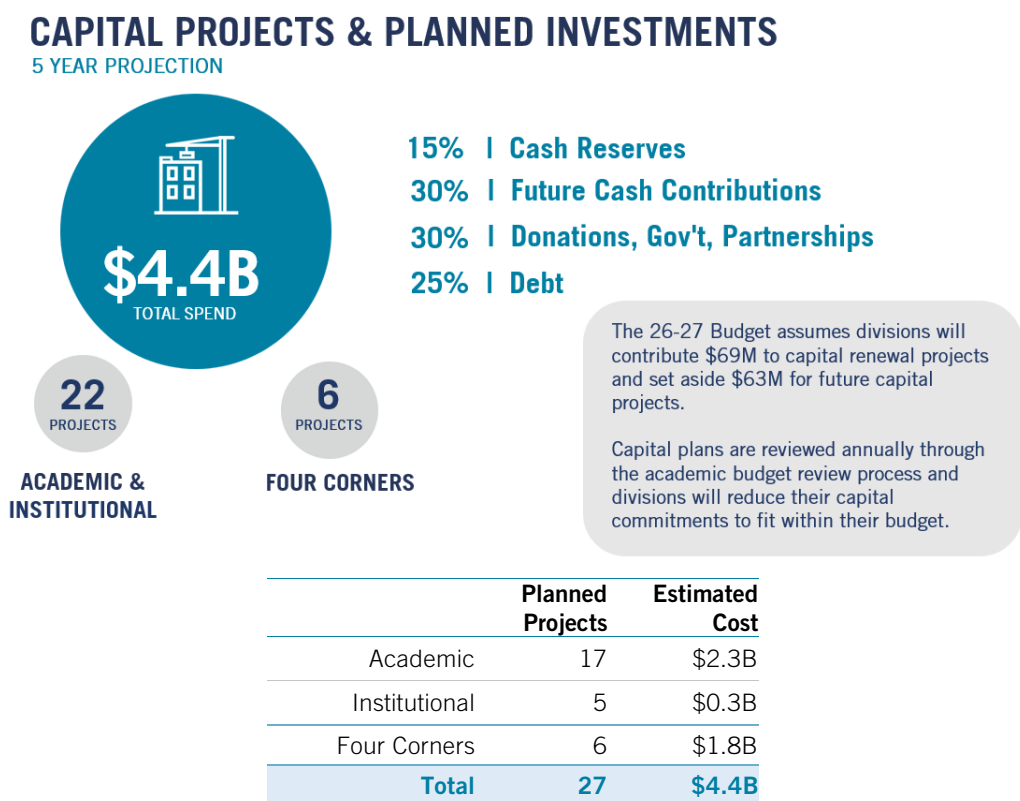 CAPITAL PROJECTS & PLANNED INVESTMENTS
5 YEAR PROJECTION
$4.4B
TOTAL SPEND
15% | Cash Reserves
30% | Future Cash Contributions
30% | Donations, Gov't, Partnerships
25% | Debt
22
PROJECTS
ACADEMIC &
INSTITUTIONAL
6
PROJECTS
FOUR CORNERS
The 26-27 Budget assumes divisions will
contribute $69M to capital renewal projects
and set aside $63M for future capital
projects.
Capital plans are reviewed annually through
the academic budget review process and
divisions will reduce their capital
commitments to fit within their budget.
Planned Projects Estimated Cost
Academic 17 $2.3B
Institutional 5 $0.3B
Four Corners 6 $1.8B
Total 27 $4.4B